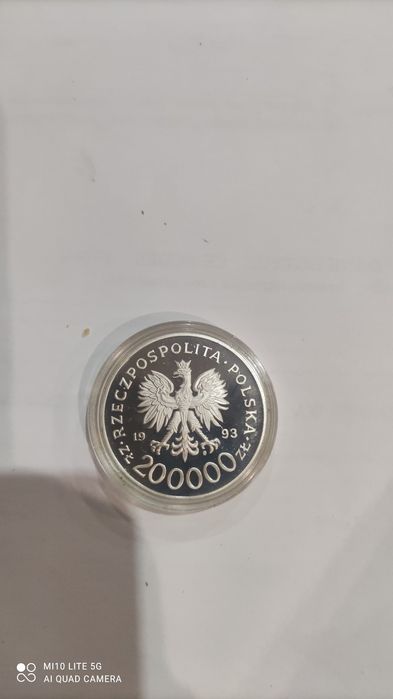 · RZECZPOSPOLITA · POLSKA ·
19 93
ZŁ 200000 ZŁ
MI10 LITE 5G
AI QUAD CAMERA